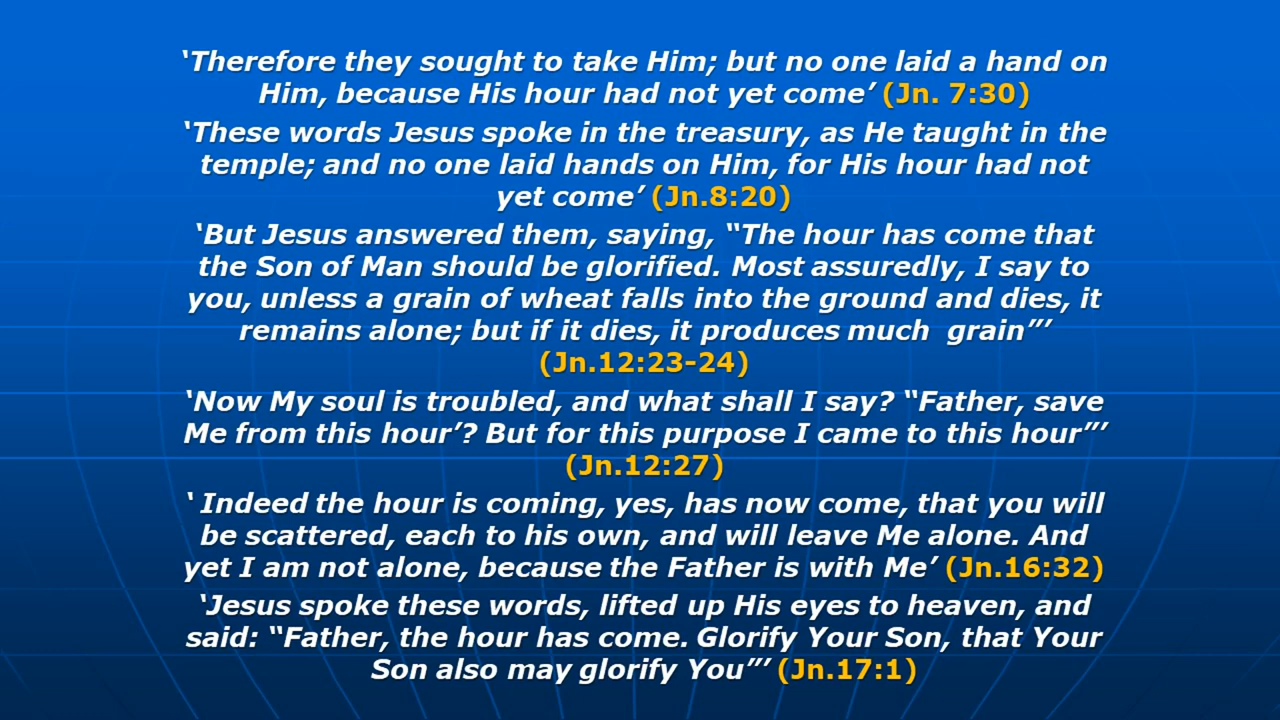 ‘Therefore they sought to take Him; but no one laid a hand on
Him, because His hour had not yet come’ (Jn. 7:30)
‘These words Jesus spoke in the treasury, as He taught in the
temple; and no one laid hands on Him, for His hour had not
yet come’ (Jn.8:20)
‘But Jesus answered them, saying, “The hour has come that
the Son of Man should be glorified. Most assuredly, I say to
you, unless a grain of wheat falls into the ground and dies, it
remains alone; but if it dies, it produces much  grain”’
(Jn.12:23-24)
‘Now My soul is troubled, and what shall I say? “Father, save
Me from this hour’? But for this purpose I came to this hour”’
(Jn.12:27)
‘ Indeed the hour is coming, yes, has now come, that you will
be scattered, each to his own, and will leave Me alone. And
yet I am not alone, because the Father is with Me’ (Jn.16:32)
‘Jesus spoke these words, lifted up His eyes to heaven, and
said: “Father, the hour has come. Glorify Your Son, that Your
Son also may glorify You”’ (Jn.17:1)